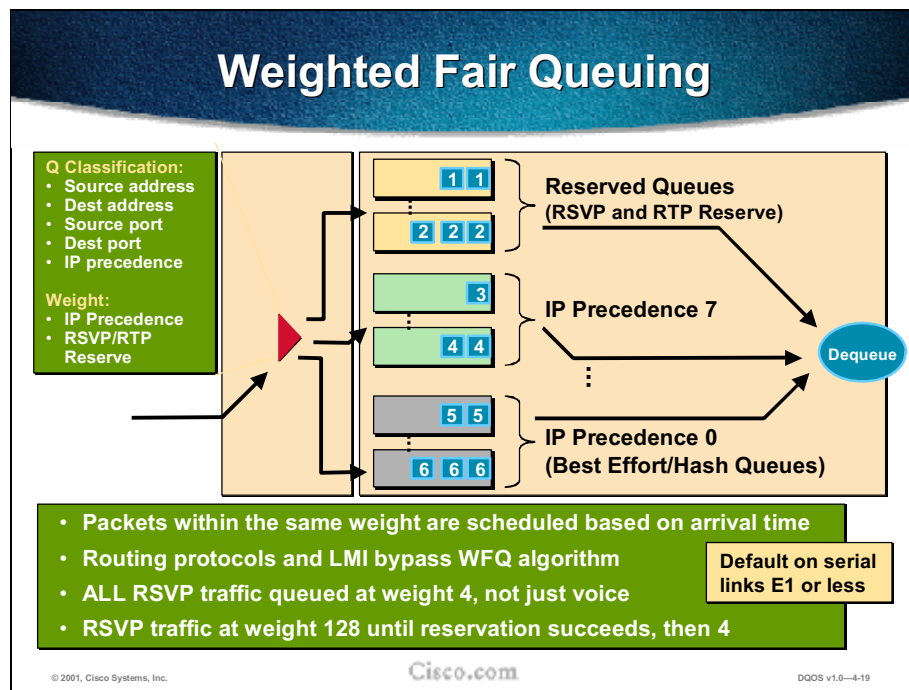 Weighted Fair Queuing
Q Classification:
• Source address
• Dest address
• Source port
• Dest port
• IP precedence
Weight:
• IP Precedence
• RSVP/RTP
Reserve
1 1
2 2 2
Reserved Queues
(RSVP and RTP Reserve)
3
4 4
IP Precedence 7
Dequeue
5 5
6 6 6
IP Precedence 0
(Best Effort/Hash Queues)
• Packets within the same weight are scheduled based on arrival time
• Routing protocols and LMI bypass WFQ algorithm
• ALL RSVP traffic queued at weight 4, not just voice
• RSVP traffic at weight 128 until reservation succeeds, then 4
Default on serial
links E1 or less
© 2001, Cisco Systems, Inc.
Cisco.com
DQOS v1.0—4-19